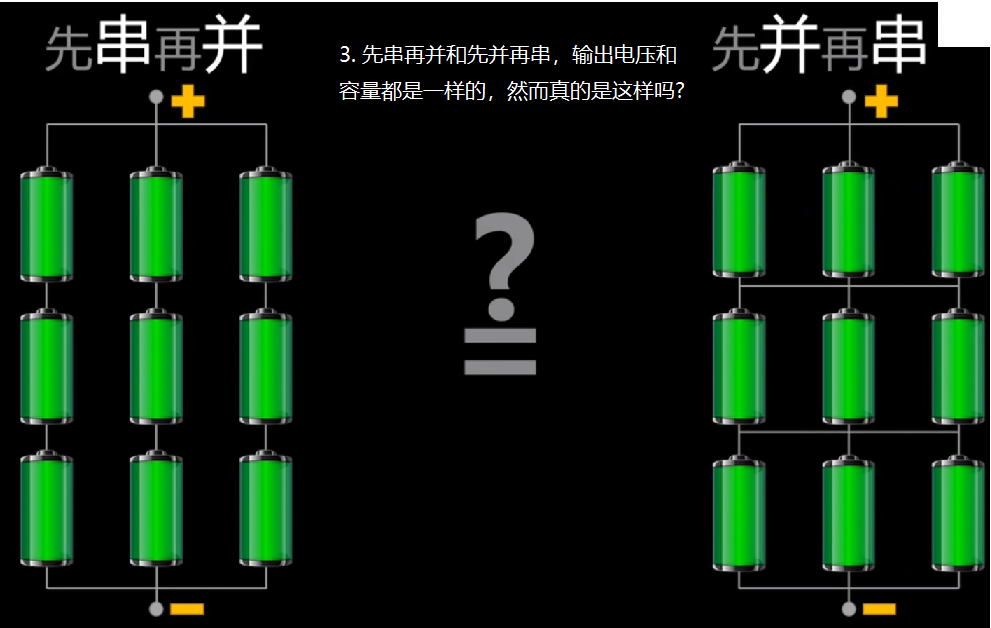 先串再并
3. 先串再并和先并再串，输出电压和
容量都是一样的，然而真的是这样吗?
先并再串
+
?
=
+
-
-